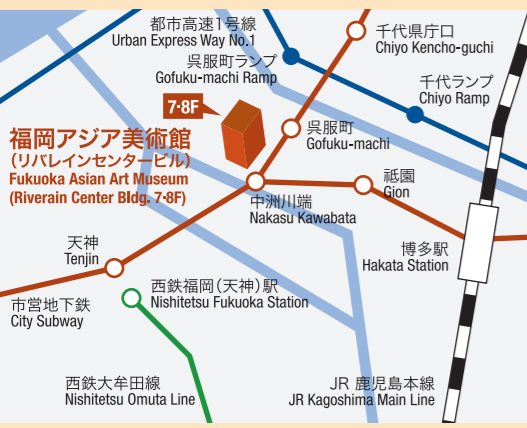 都市高速1号線
Urban Express Way No.1
千代県庁口
Chiyo Kencho-guchi
呉服町ランプ
Gofuku-machi Ramp
千代ランプ
Chiyo Ramp
7·8F
呉服町
Gofuku-machi
福岡アジア美術館
(リバレインセンタービル)
Fukuoka Asian Art Museum
(Riverain Center Bldg. 7·8F)
祇園
Gion
中洲川端
Nakasu Kawabata
天神
Tenjin
博多駅
Hakata Station
西鉄福岡(天神)駅
Nishitetsu Fukuoka Station
市営地下鉄
City Subway
西鉄大牟田線
Nishitetsu Omuta Line
JR 鹿児島本線
JR Kagoshima Main Line